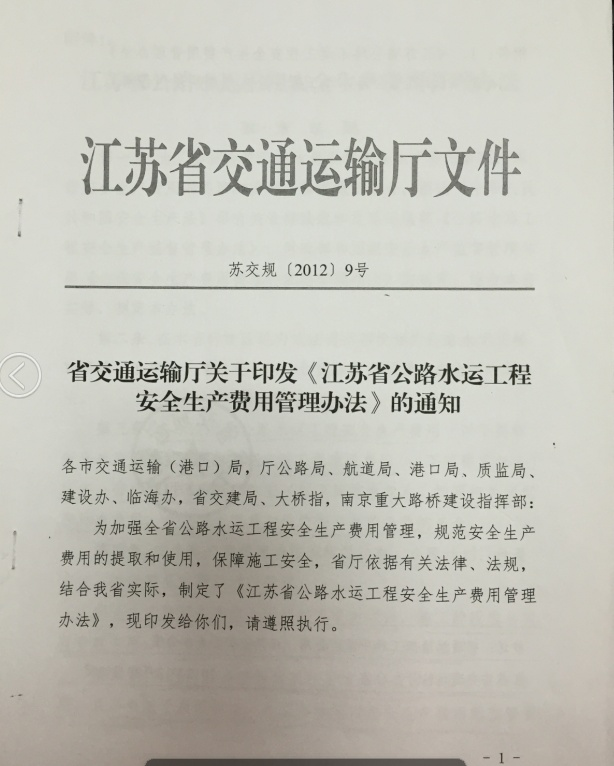 江苏省交通运输厅文件
苏交规〔2012〕9号
省交通运输厅关于印发《江苏省公路水运工程
安全生产费用管理办法》的通知
各市交通运输（港口）局，厅公路局、航道局、港口局、质监局、
建设办、临海办，省交建局、大桥指，南京重大路桥建设指挥部：
为加强全省公路水运工程安全生产费用管理，规范安全生产
费用的提取和使用，保障施工安全，省厅依据有关法律、法规，
结合我省实际，制定了《江苏省公路水运工程安全生产费用管理
办法》，现印发给你们，请遵照执行。
- 1 -